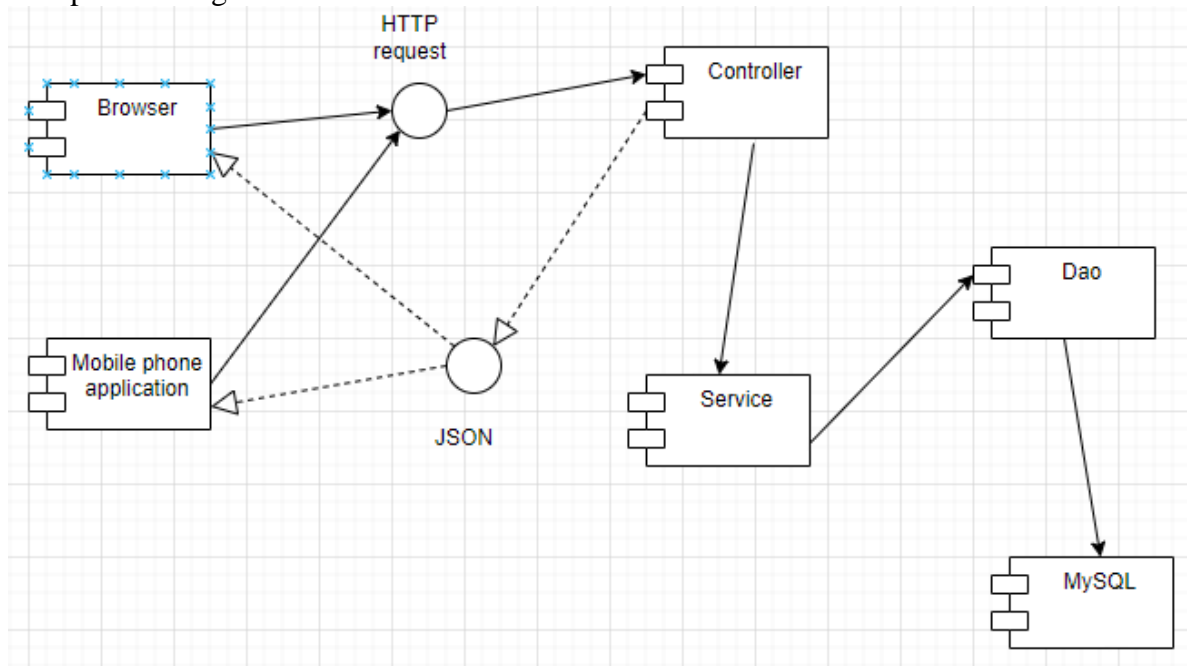 HTTP
request
Browser
Controller
Dao
Mobile phone
application
Service
JSON
MySQL